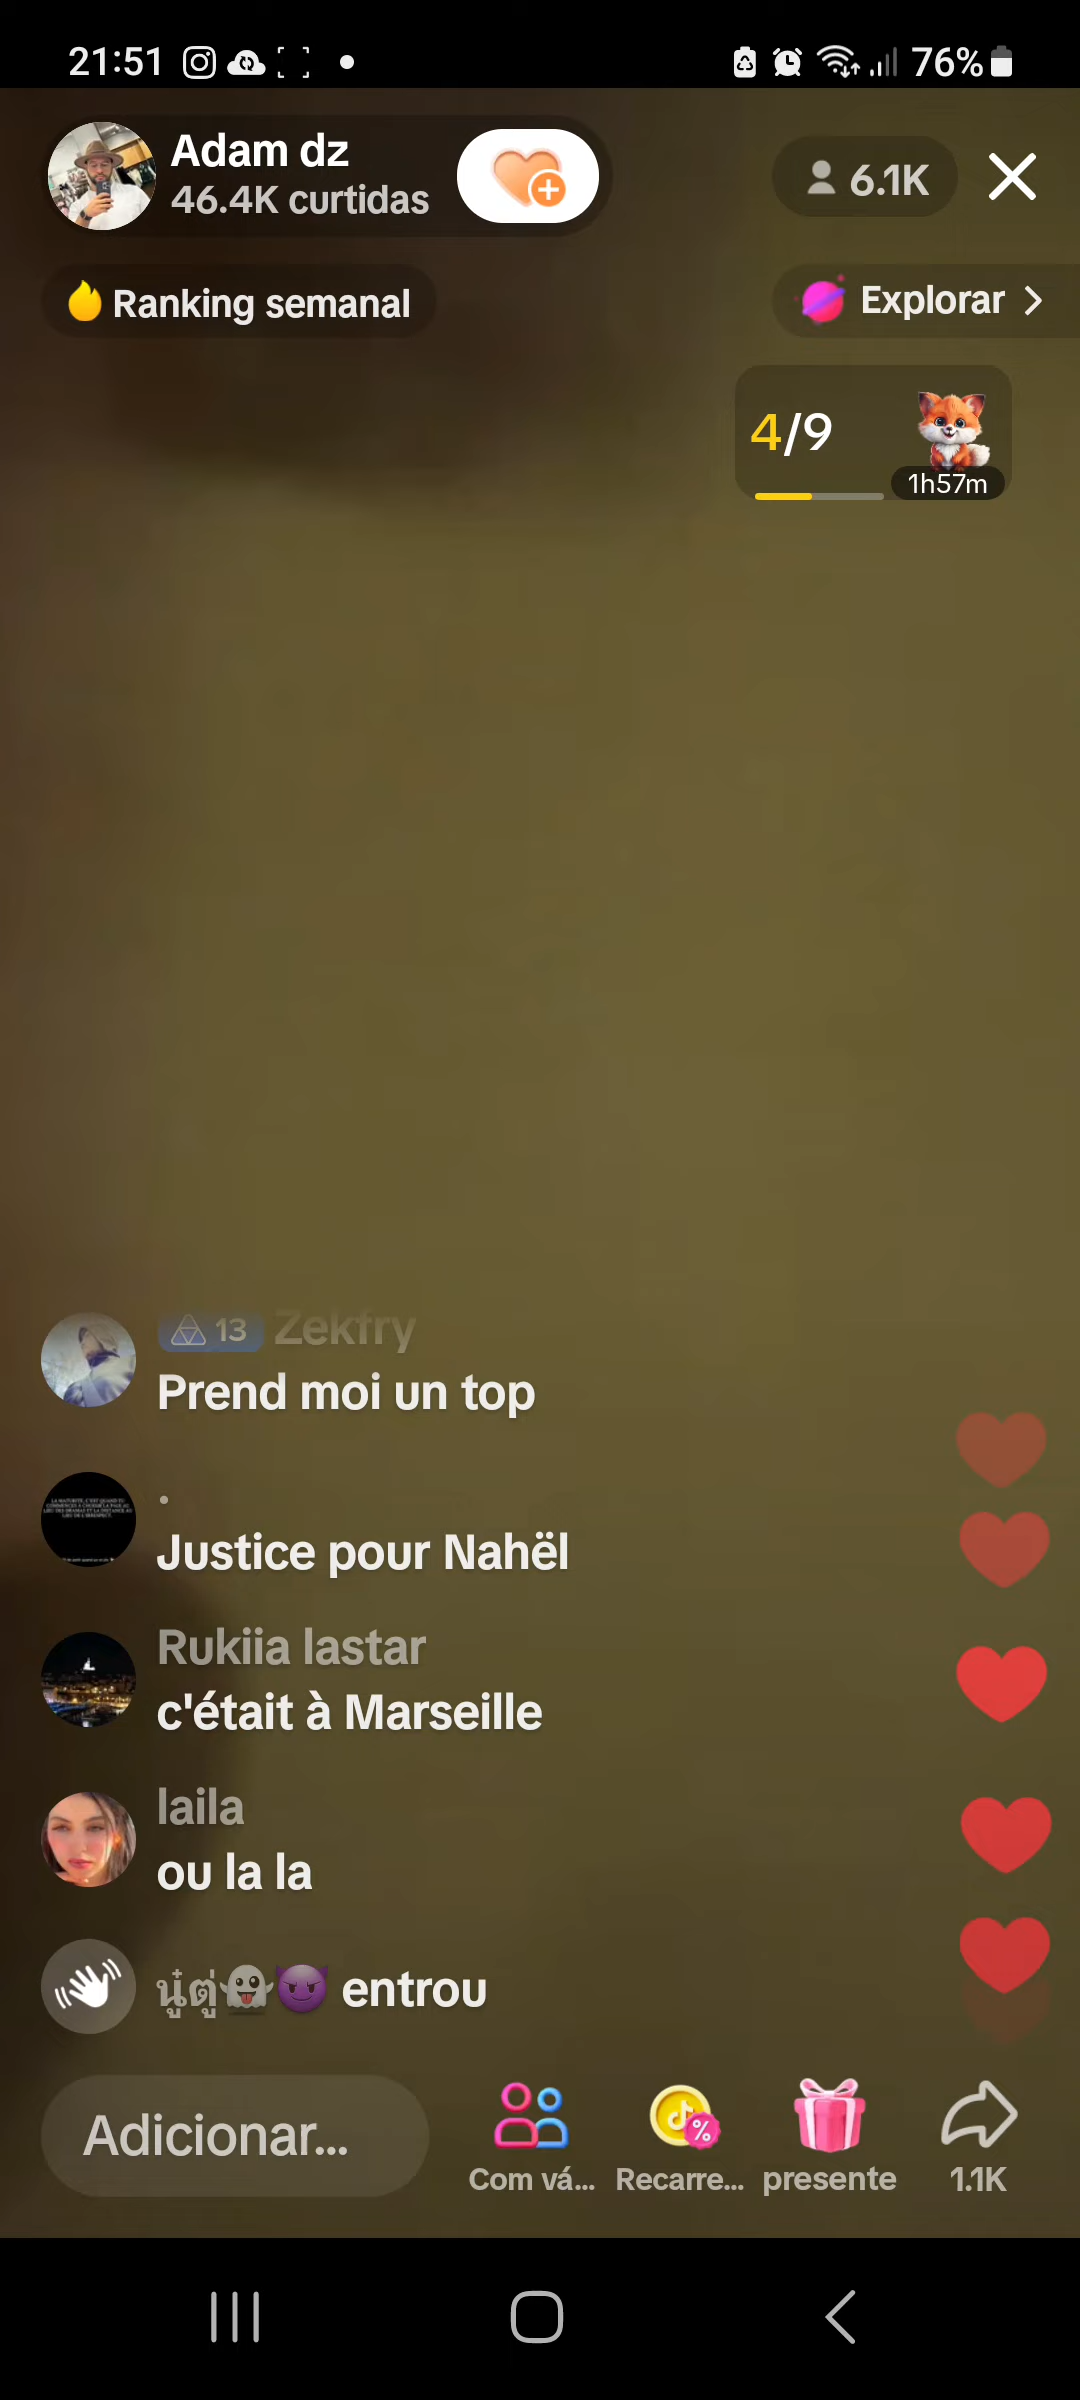 21:51
76%
Adam dz
46.4K curtidas
6.1K
Ranking semanal
Explorar
4/9
1h57m
13 Zekfry
Prend moi un top
.
Justice pour Nahël
Rukiia lastar
c'était à Marseille
laila
ou la la
นู๋ตู่👻😈 entrou
Adicionar...
Com vá...
Recarre...
presente
1.1K